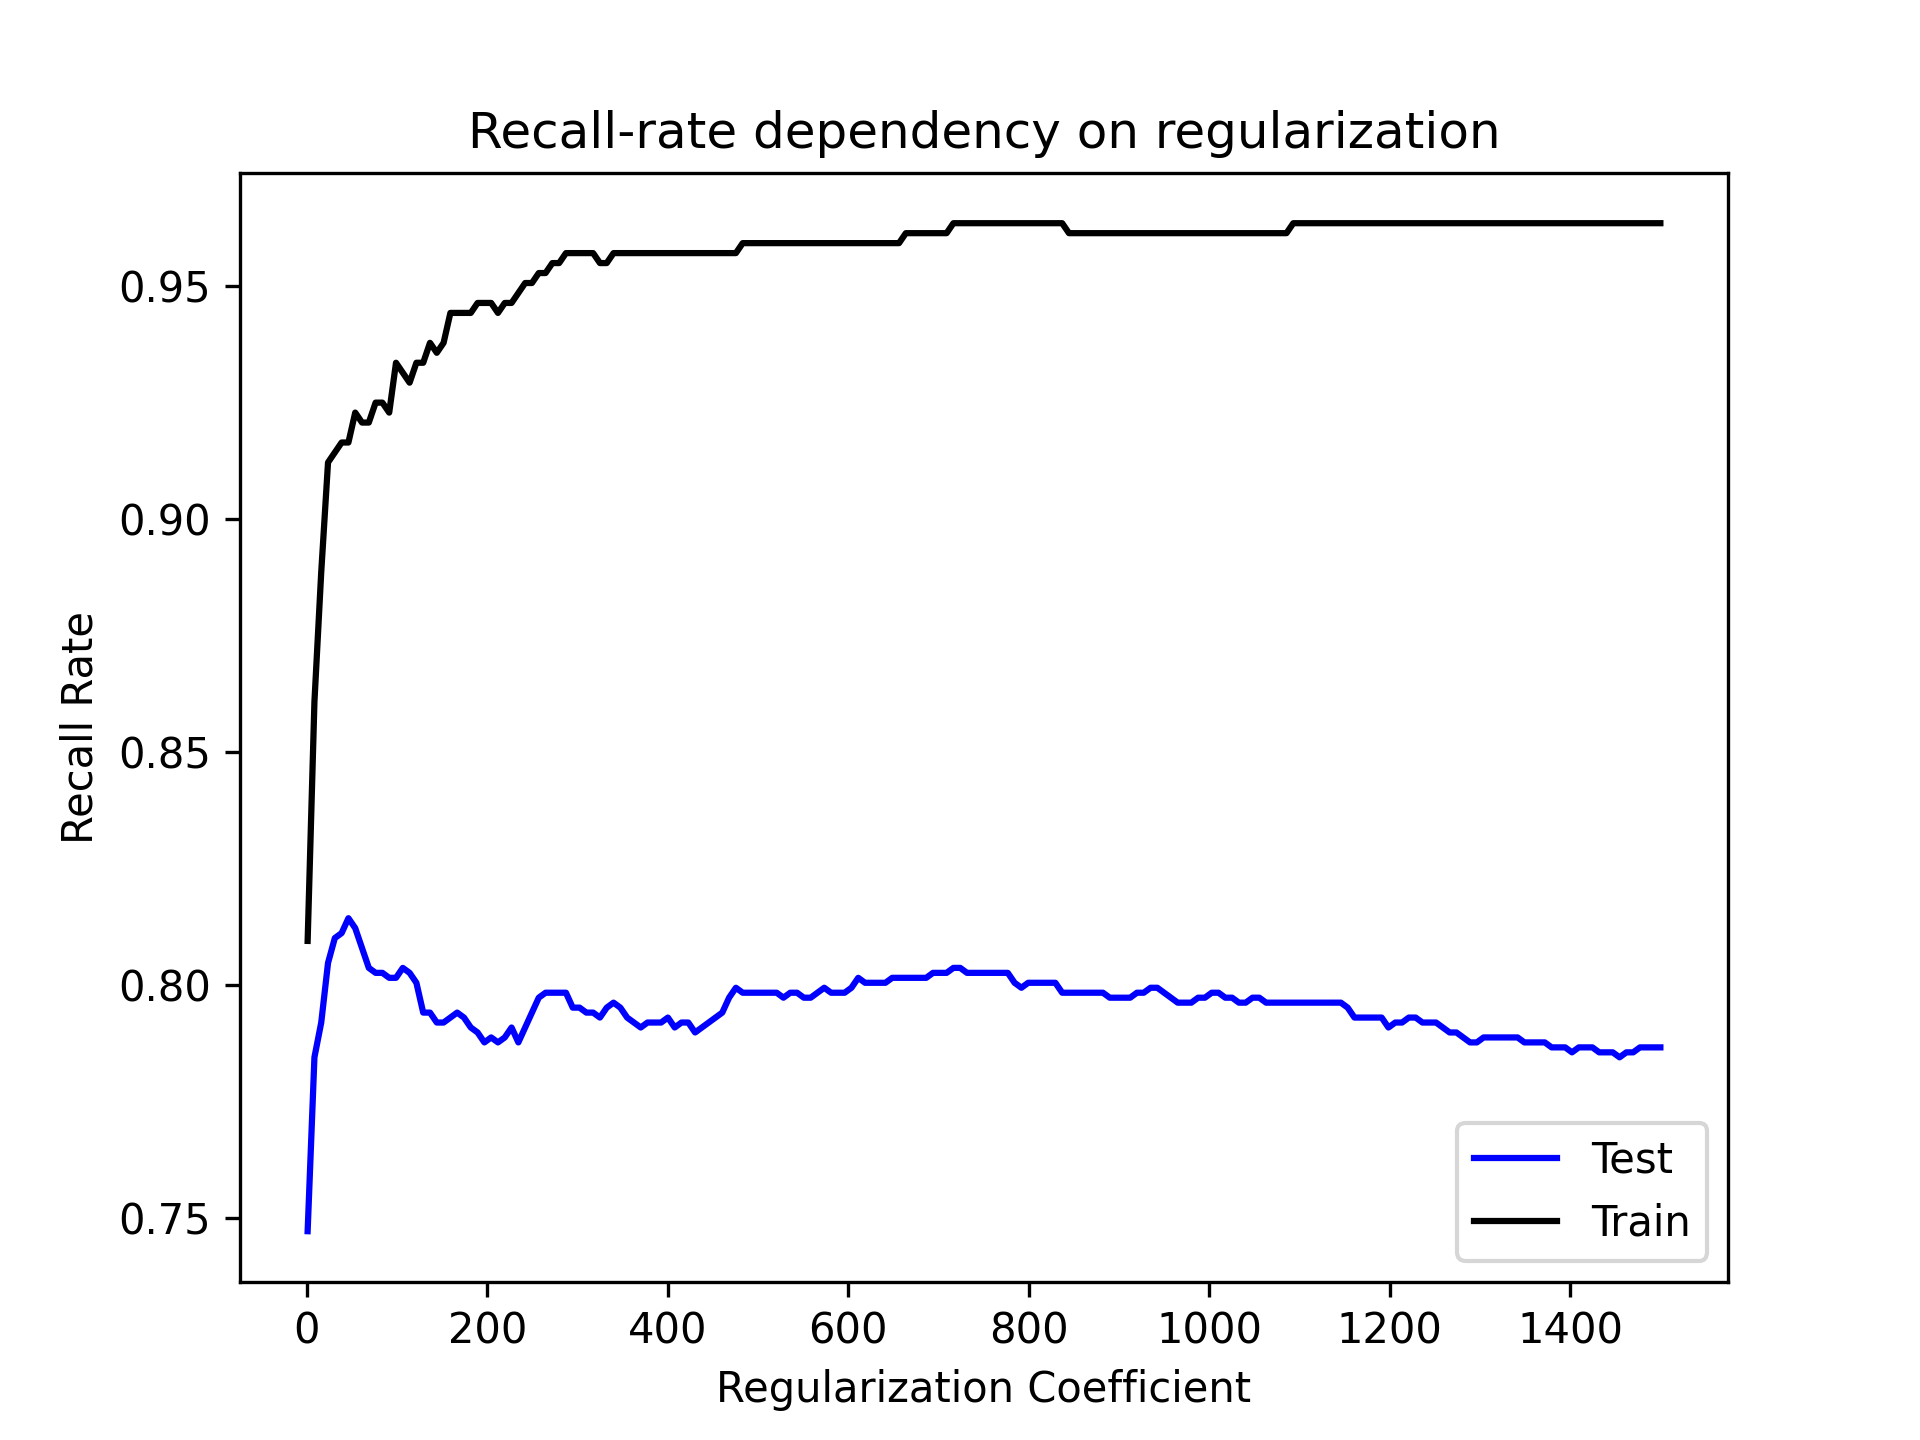 Recall-rate dependency on regularization
Recall Rate
0.95
0.90
0.85
0.80
0.75
0 200 400 600 800 1000 1200 1400
Regularization Coefficient
Test
Train